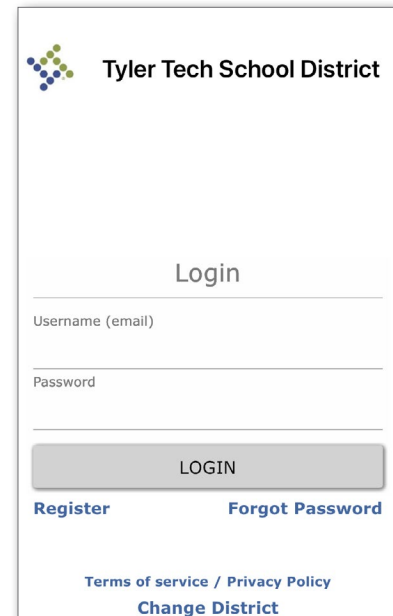 Tyler Tech School District
Login
Username (email)
Password
LOGIN
Register Forgot Password
Terms of service / Privacy Policy
Change District